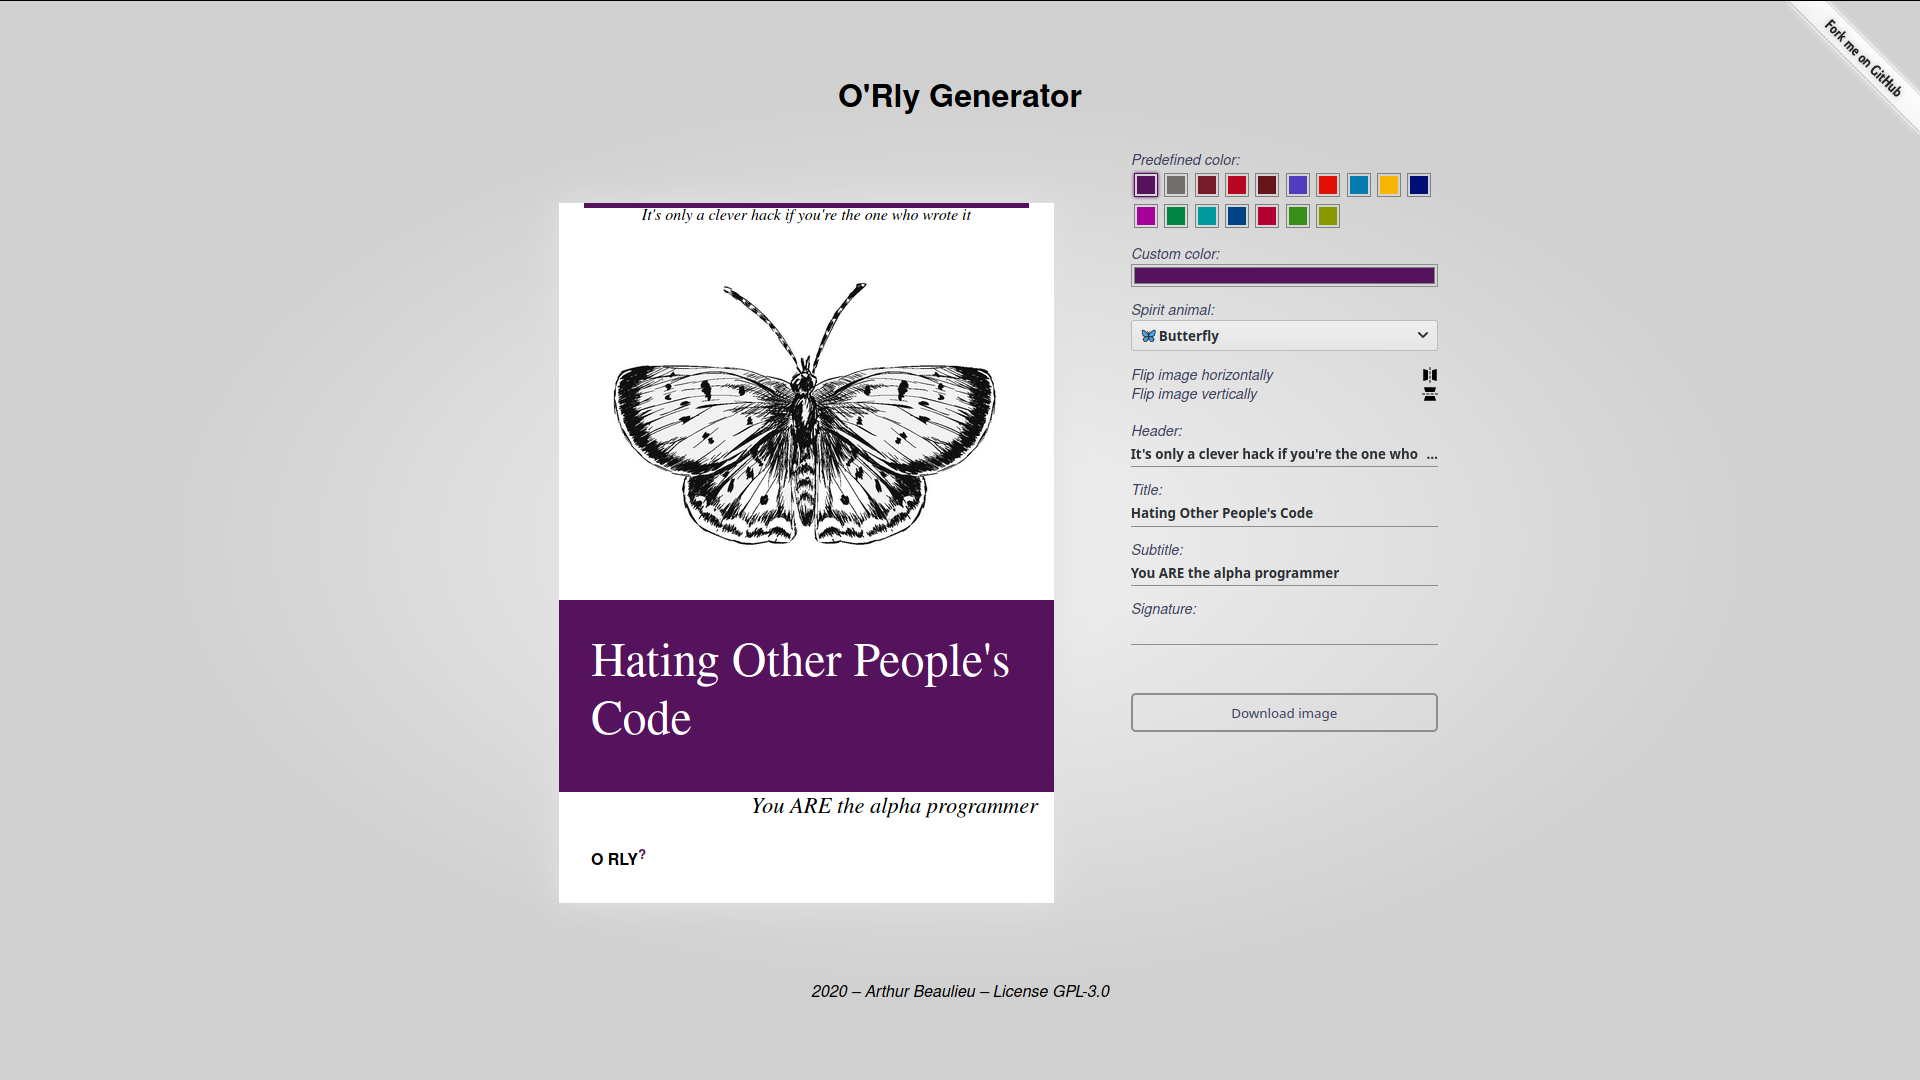 Fork me on GitHub
O'Rly Generator
It's only a clever hack if you're the one who wrote it
Hating Other People's
Code
You ARE the alpha programmer
O RLY?
Predefined color:
Custom color:
Spirit animal:
🦋 Butterfly
Flip image horizontally
Flip image vertically
Header:
It's only a clever hack if you're the one who ...
Title:
Hating Other People's Code
Subtitle:
You ARE the alpha programmer
Signature:
Download image
2020 – Arthur Beaulieu – License GPL-3.0